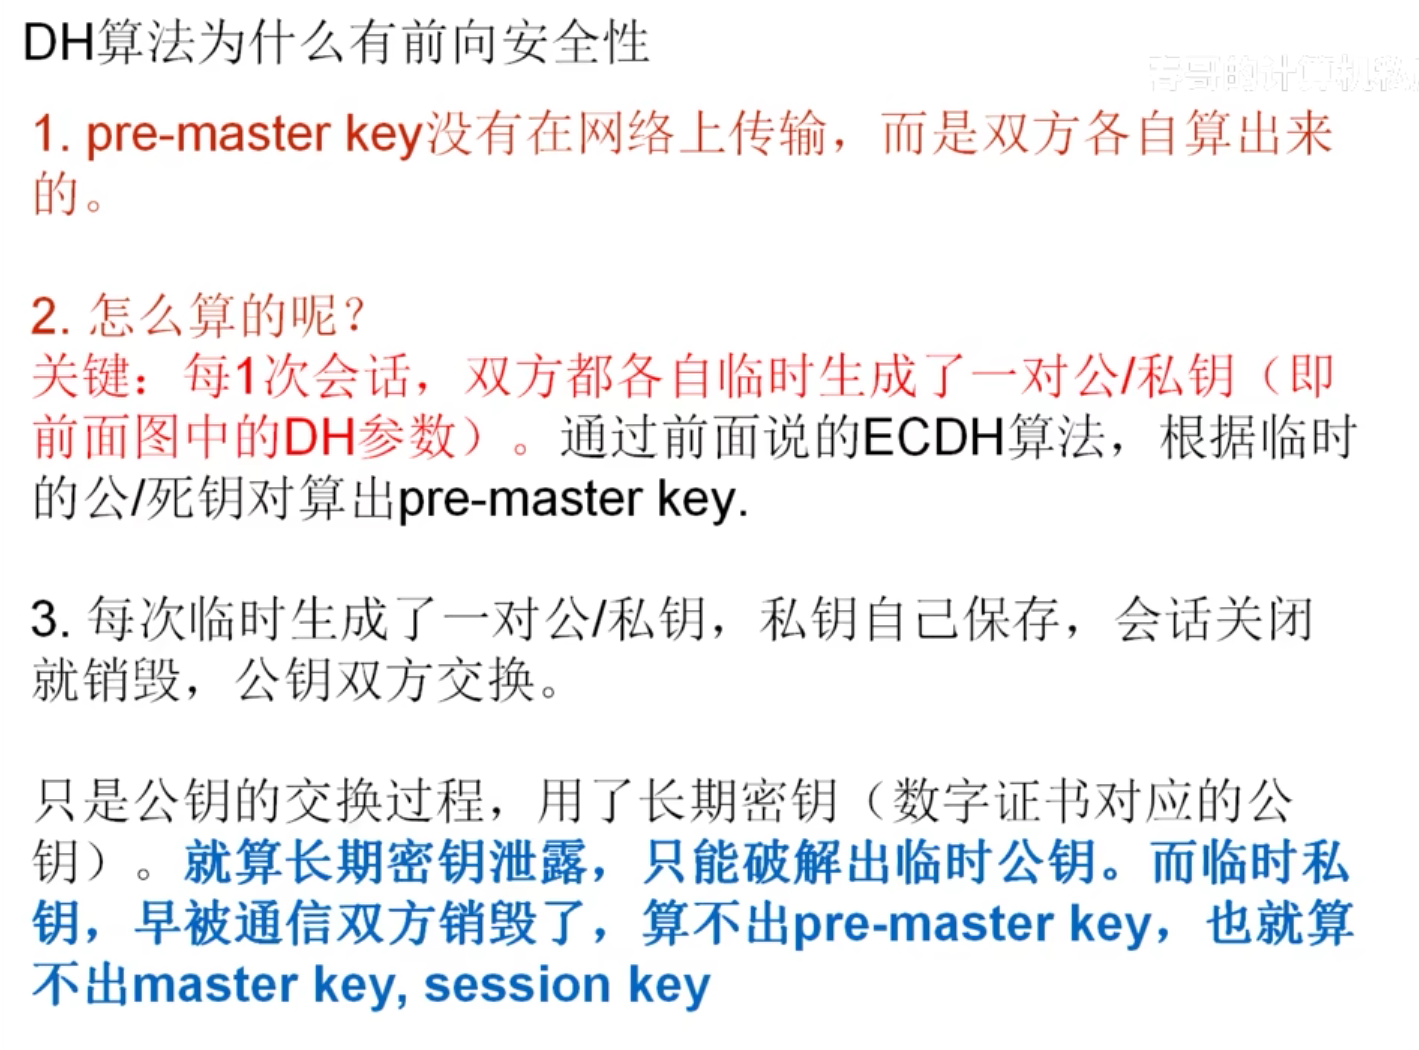 DH算法为什么有前向安全性
春哥的计算机
1. pre-master key没有在网络上传输，而是双方各自算出来
的。
2. 怎么算的呢？
关键：每1次会话，双方都各自临时生成了一对公/私钥（即
前面图中的DH参数）。通过前面说的ECDH算法，根据临时
的公/死钥对算出pre-master key.
3. 每次临时生成了一对公/私钥，私钥自己保存，会话关闭
就销毁，公钥双方交换。
只是公钥的交换过程，用了长期密钥（数字证书对应的公
钥）。就算长期密钥泄露，只能破解出临时公钥。而临时私
钥，早被通信双方销毁了，算不出pre-master key，也就算
不出master key, session key